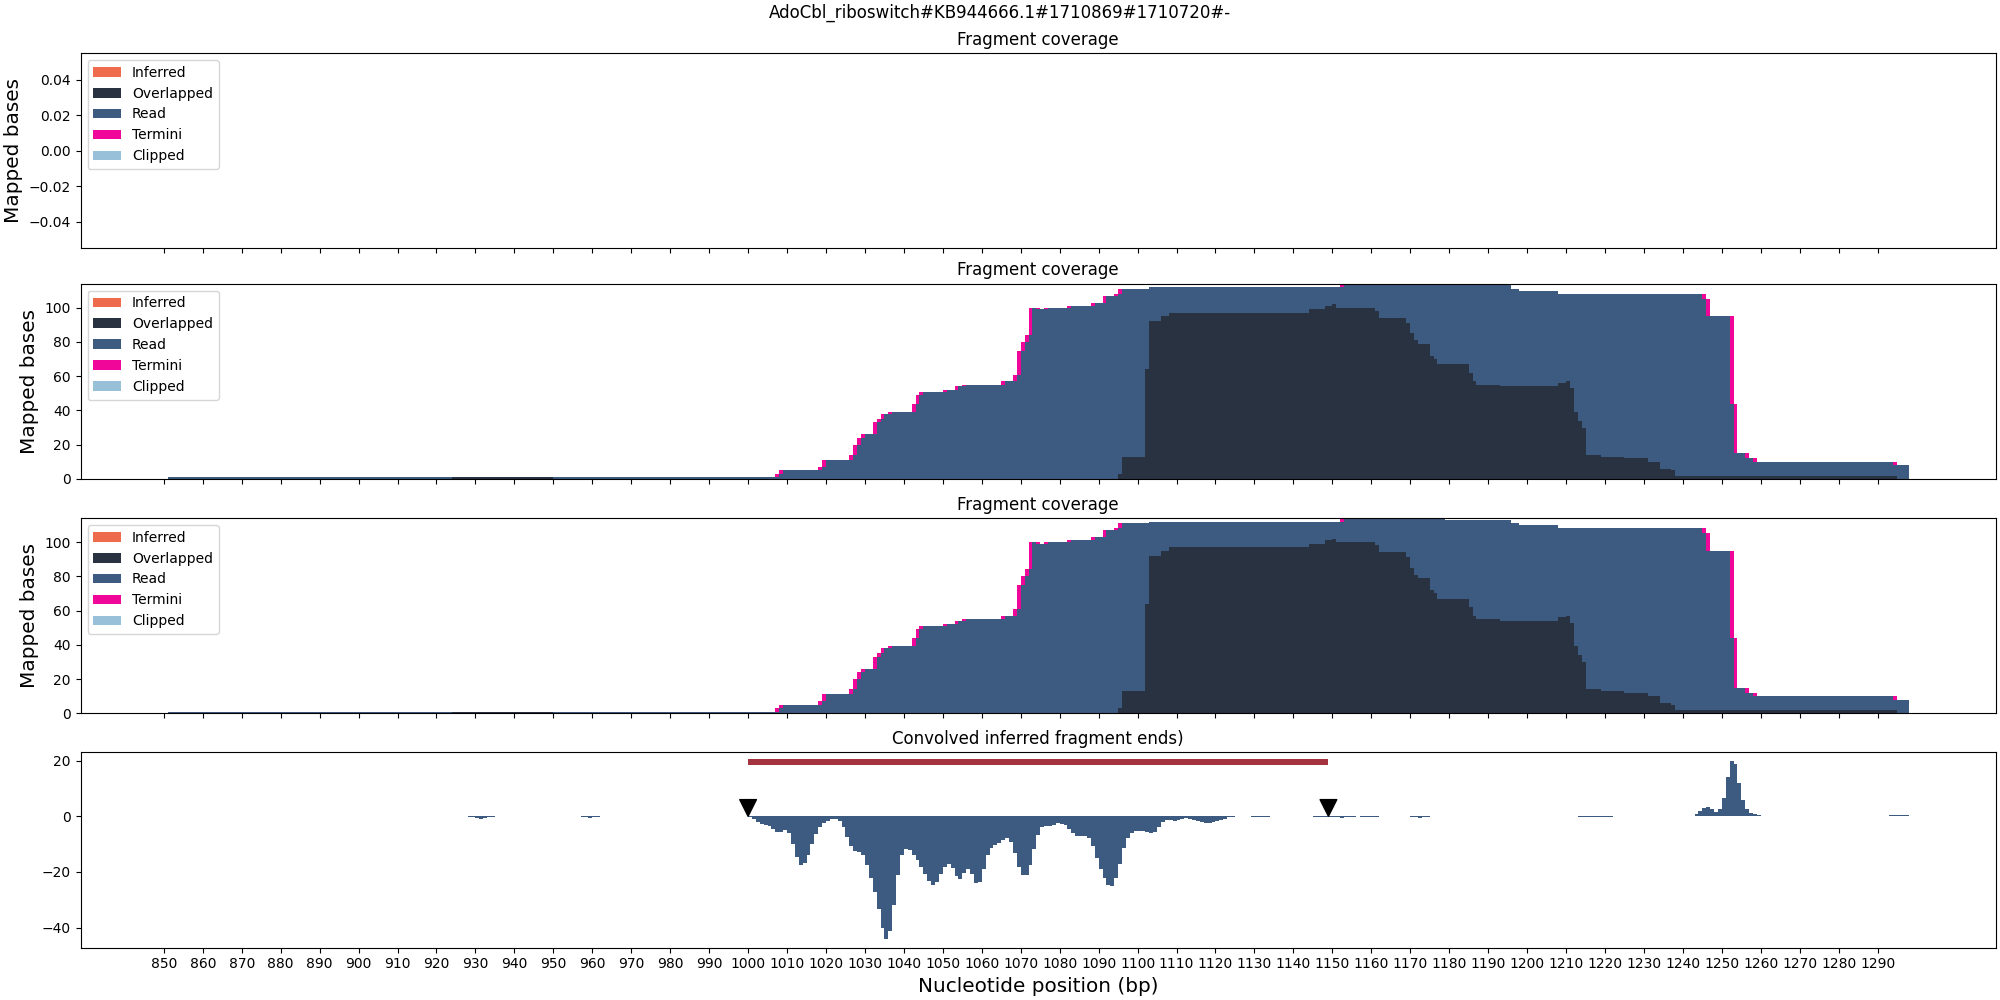 AdoCbl_riboswitch#KB944666.1#1710869#1710720#-
Fragment coverage
Mapped bases
0.04
0.02
0.00
−0.02
−0.04
Inferred
Overlapped
Read
Termini
Clipped
Fragment coverage
Mapped bases
100
80
60
40
20
0
Inferred
Overlapped
Read
Termini
Clipped
Fragment coverage
Mapped bases
100
80
60
40
20
0
Inferred
Overlapped
Read
Termini
Clipped
Convolved inferred fragment ends)
20
0
−20
−40
850 860 870 880 890 900 910 920 930 940 950 960 970 980 990 1000 1010 1020 1030 1040 1050 1060 1070 1080 1090 1100 1110 1120 1130 1140 1150 1160 1170 1180 1190 1200 1210 1220 1230 1240 1250 1260 1270 1280 1290
Nucleotide position (bp)